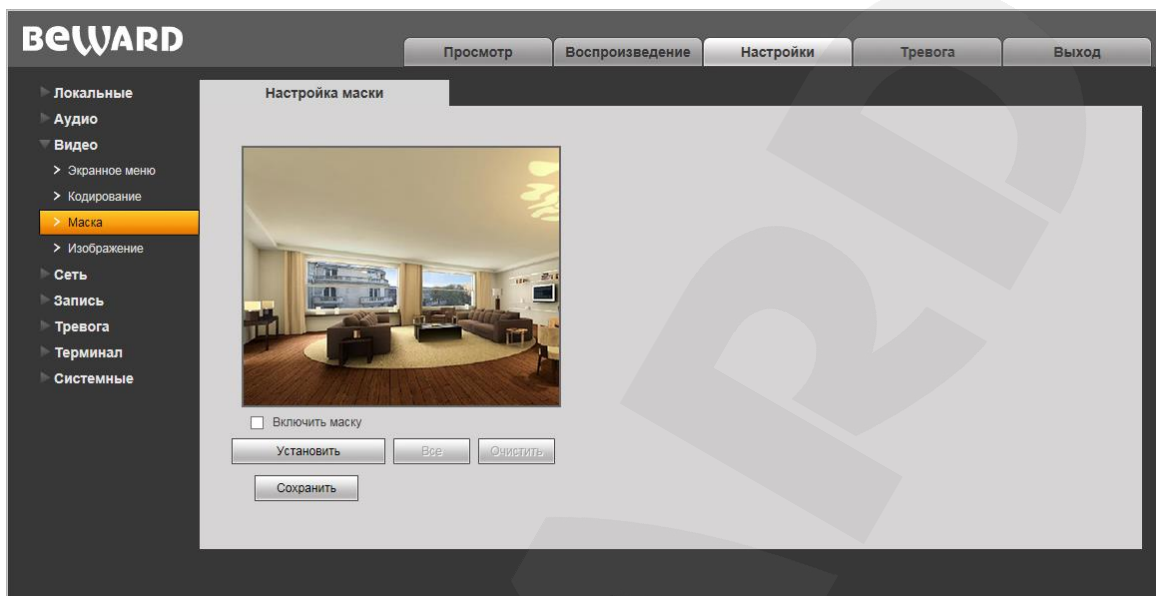 BEWARD
Просмотр
Воспроизведение
Настройки
Тревога
Выход
Локальные
Аудио
Видео
Экранное меню
Кодирование
Маска
Изображение
Сеть
Запись
Тревога
Терминал
Системные
Настройка маски
Включить маску
Установить
Все
Очистить
Сохранить